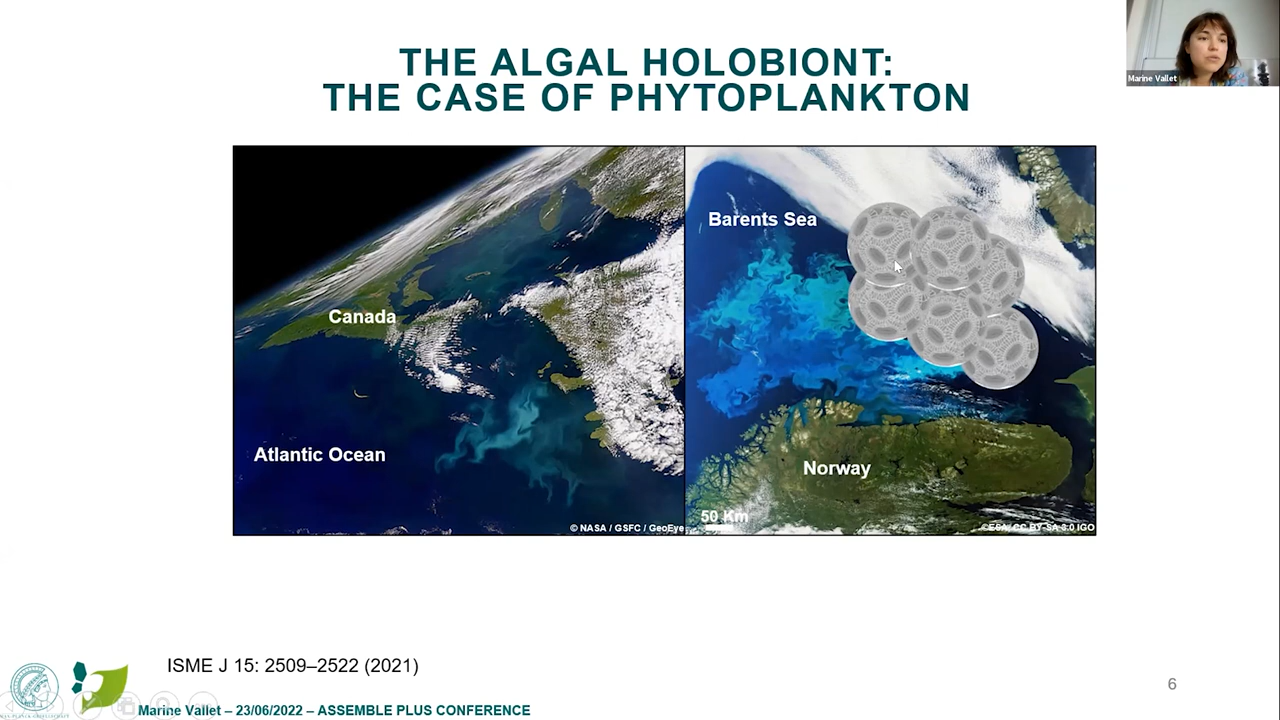 THE ALGAL HOLOBIONT:
THE CASE OF PHYTOPLANKTON
Marine Vallet
Canada
Atlantic Ocean
© NASA / GSFC / GeoEye
Barents Sea
Norway
50 Km
©ESA, CC BY-SA 3.0 IGO
ISME J 15: 2509–2522 (2021)
6
Marine Vallet – 23/06/2022 – ASSEMBLE PLUS CONFERENCE